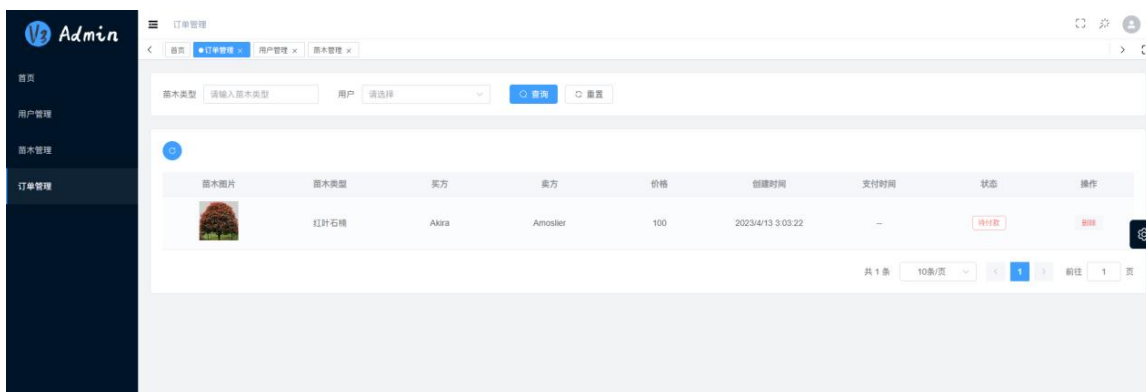 V3 Admin
订单管理
首页 订单管理 × 用户管理 × 苗木管理 ×
首页
用户管理
苗木管理
订单管理
苗木类型 请输入苗木类型 用户 请选择 查询 重置
苗木图片 苗木类型 买方 卖方 价格 创建时间 支付时间 状态 操作
红叶石楠 Akira Amoslier 100 2023/4/13 3:03:22 -- 待付款 删除
共 1 条 10条/页 1 前往 1 页